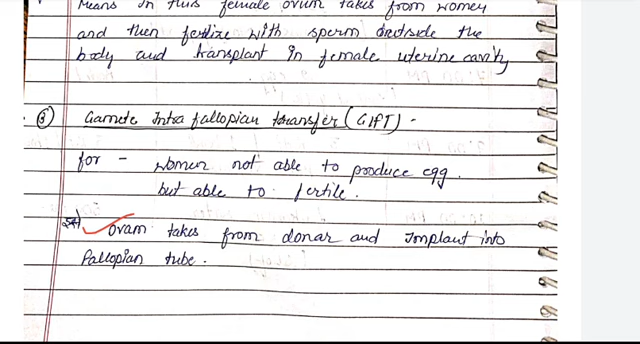 Means In this female ovum takes from women
and then fertlize with sperm outside the
body and transplant in female uterine cavity
③ Gamete Intra fallopian transfer (GIFT) -
for - women not able to produce egg.
but able to fertile.
Ovam takes from donar and Implant into
fallopian tube.